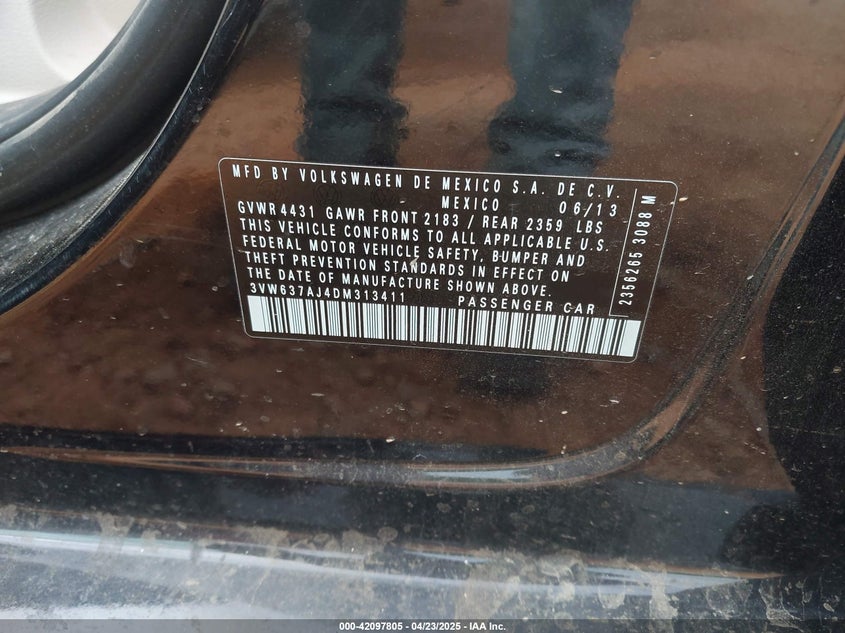 MFD BY VOLKSWAGEN DE MEXICO S.A. DE C.V.
MEXICO 06/13
GVWR 4431 GAWR FRONT 2183 / REAR 2359 LBS
THIS VEHICLE CONFORMS TO ALL APPLICABLE U.S.
FEDERAL MOTOR VEHICLE SAFETY, BUMPER AND
THEFT PREVENTION STANDARDS IN EFFECT ON
THE DATE OF MANUFACTURE SHOWN ABOVE.
3VW637AJ4DM313411 PASSENGER CAR
2356265 3088 M
000-42097805 - 04/23/2025 - IAA Inc.